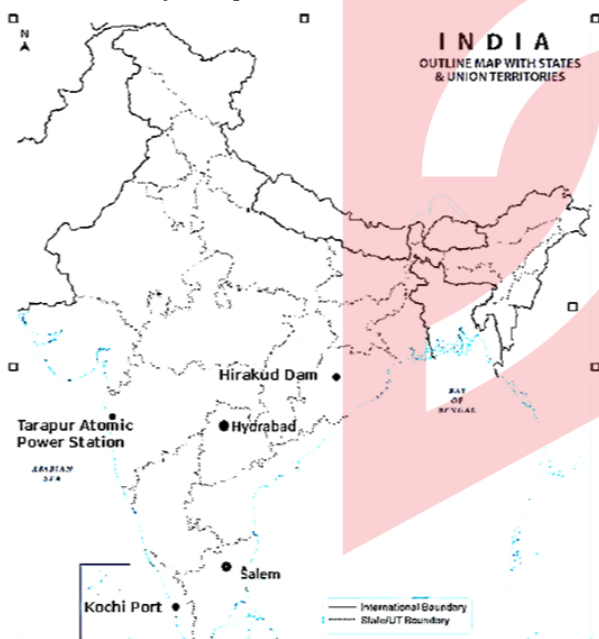 N
INDIA
OUTLINE MAP WITH STATES
& UNION TERRITORIES
Hirakud Dam
BAY
OF
BENGAL
Tarapur Atomic
Power Station
Hydrabad
ARABIAN
SEA
Salem
Kochi Port
International Boundary
State/UT Boundary